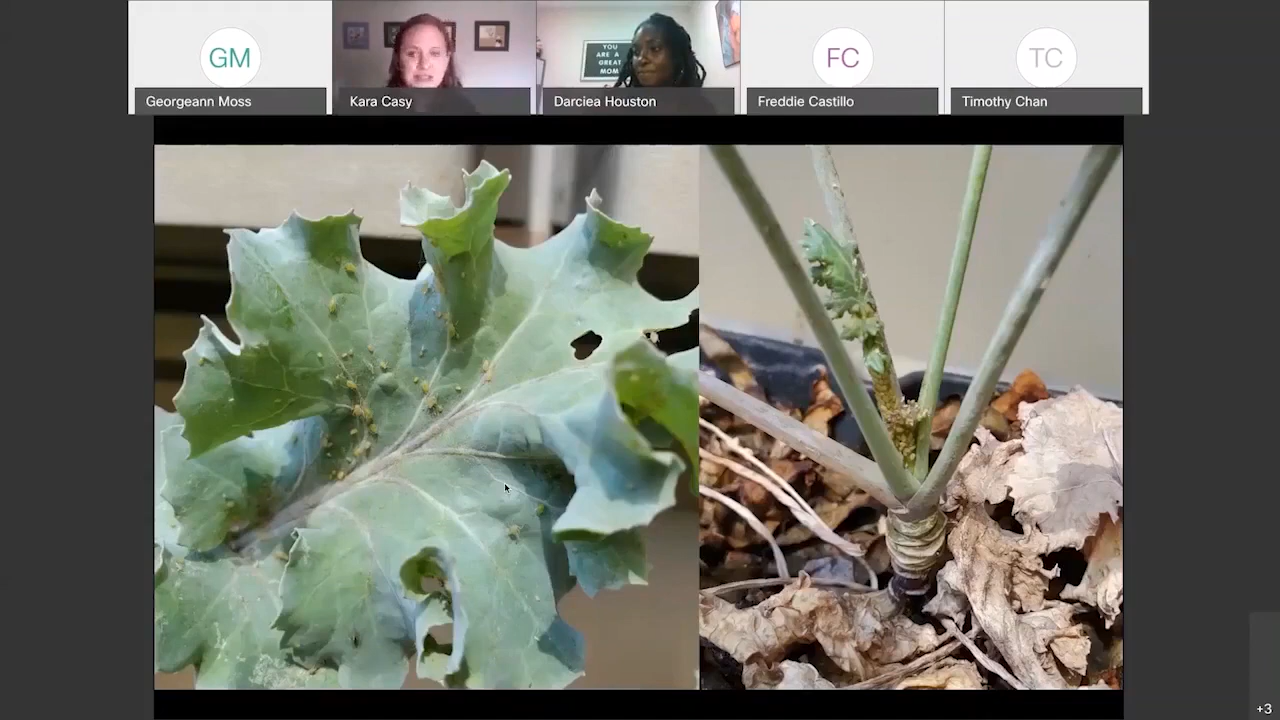 GM
FC
TC
YOU
ARE A
GREAT
MOM
Georgeann Moss
Kara Casy
Darciea Houston
Freddie Castillo
Timothy Chan
+3